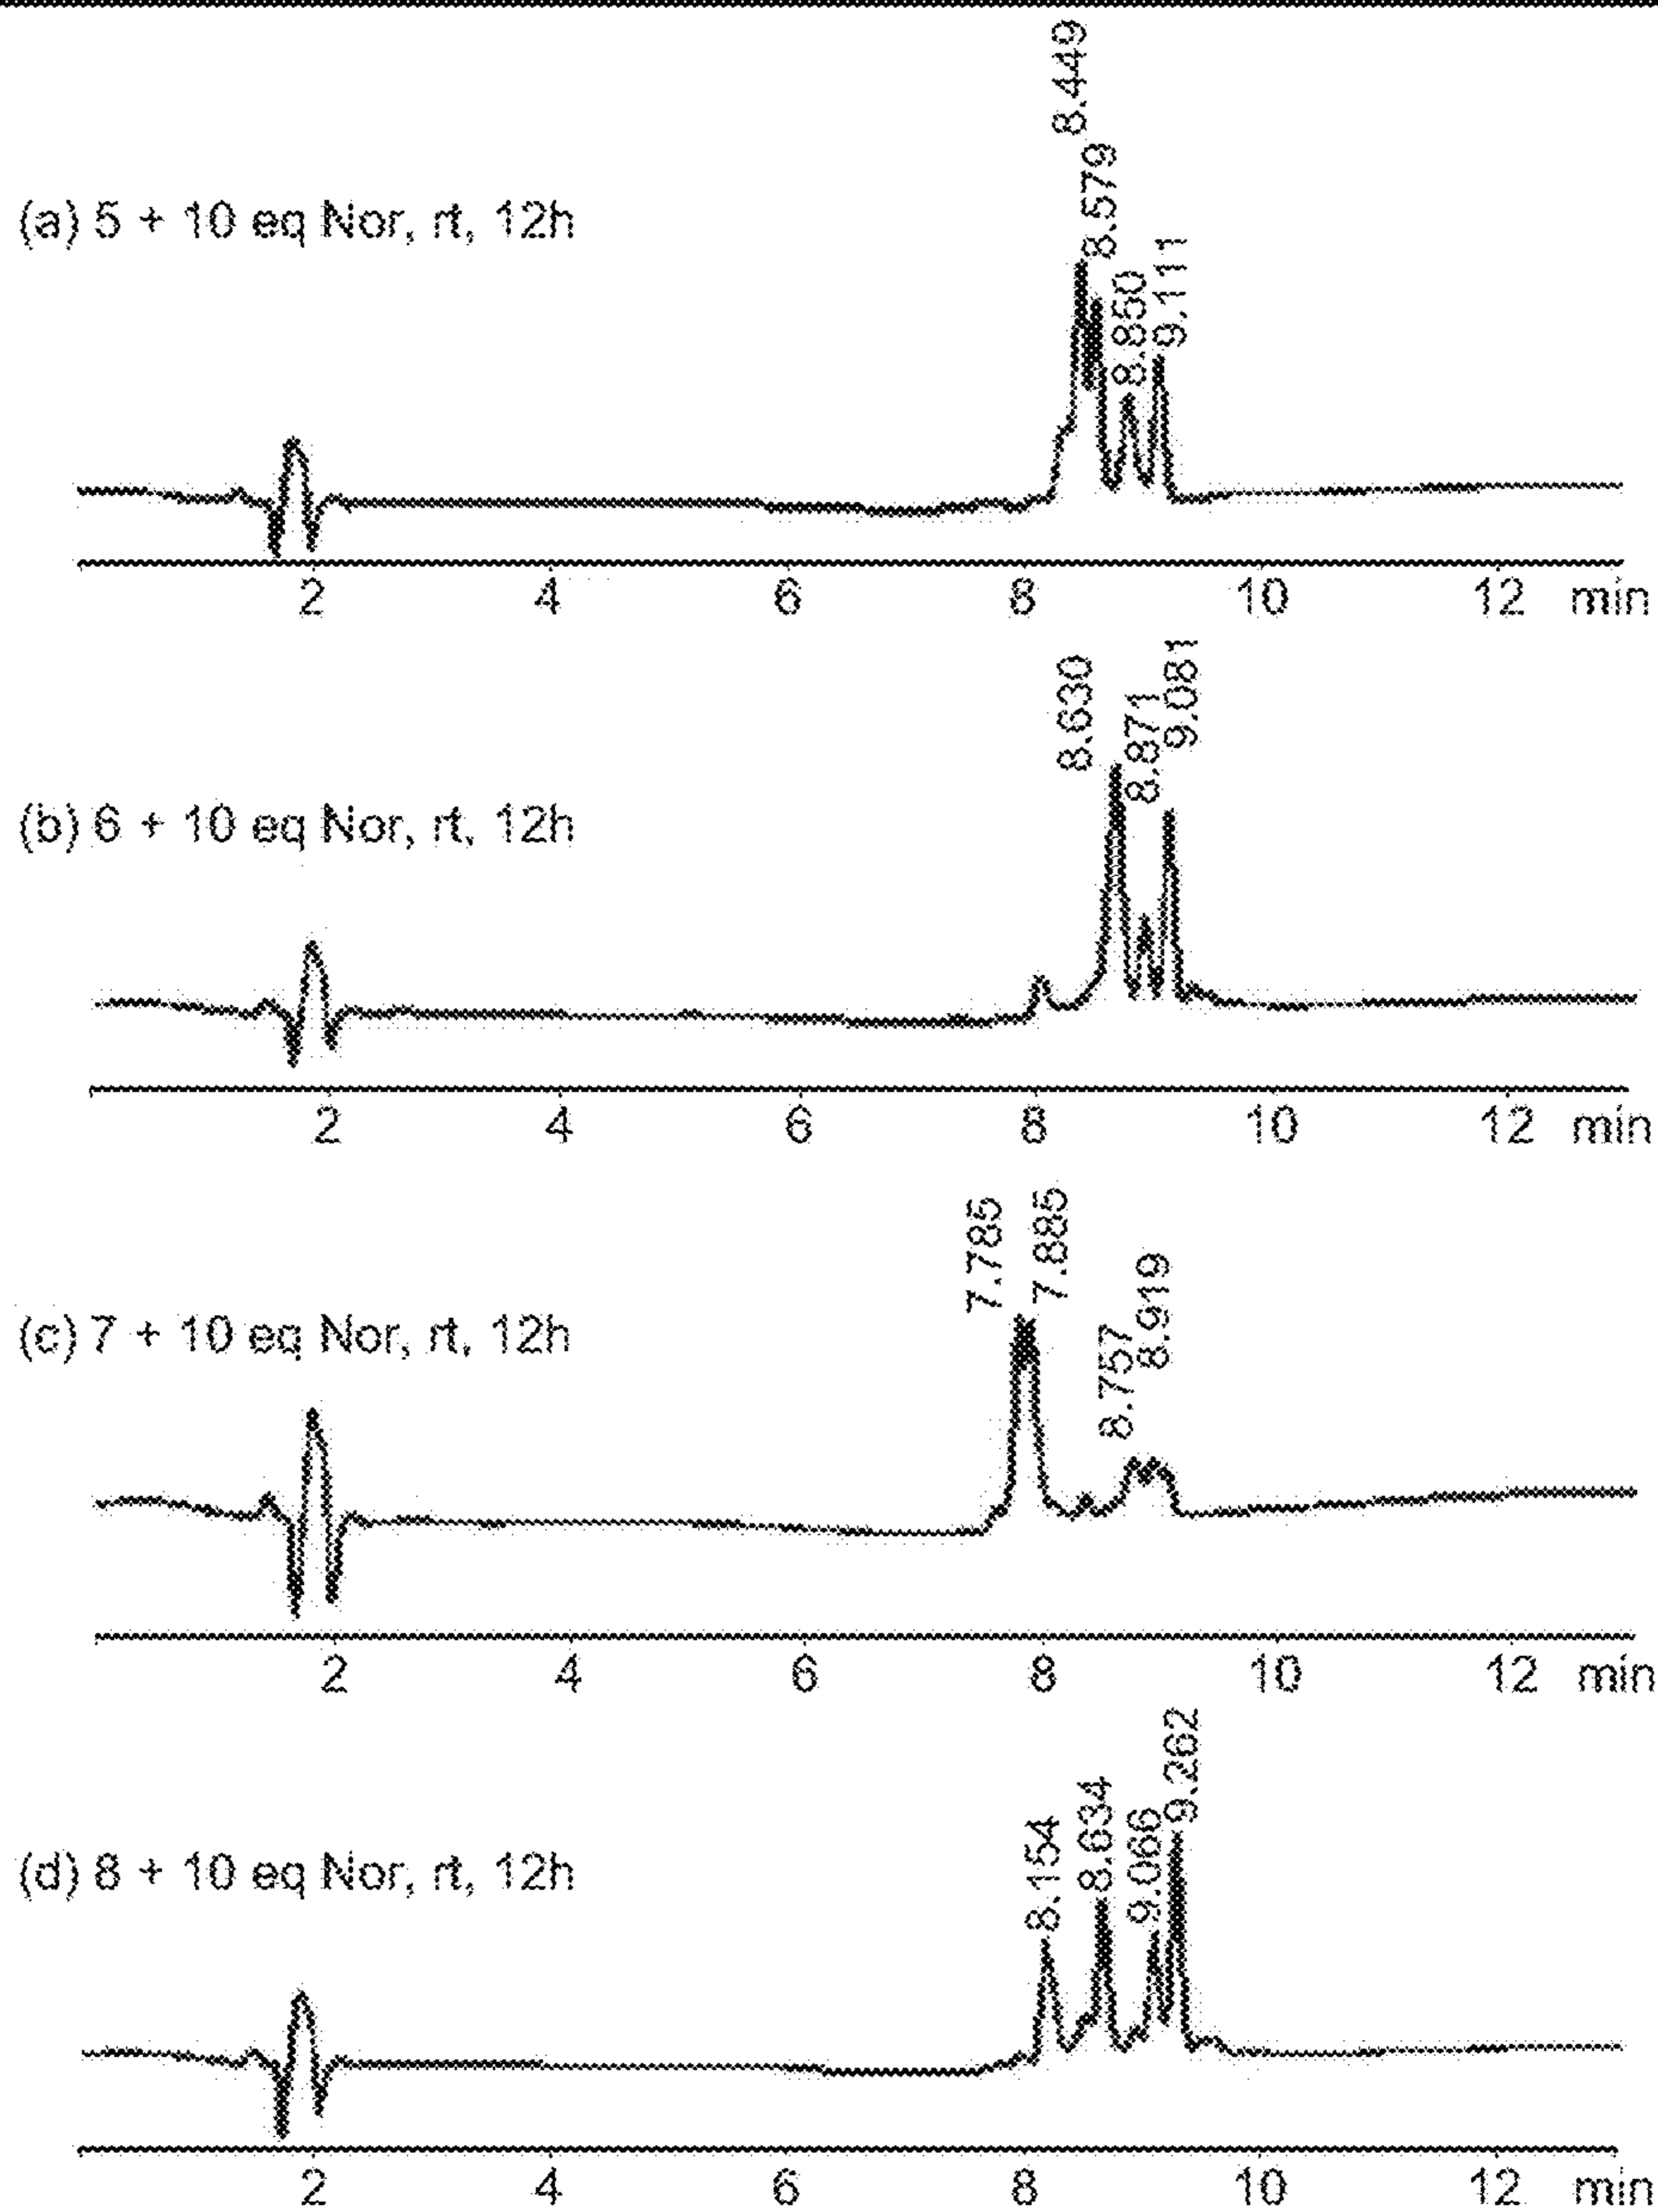 8.449
8.579
8.850
9.111
(a) 5 + 10 eq Nor, rt, 12h
2 4 6 8 10 12 min
8.630
8.871
9.081
(b) 6 + 10 eq Nor, rt, 12h
2 4 6 8 10 12 min
7.785
7.885
8.757
8.919
(c) 7 + 10 eq Nor, rt, 12h
2 4 6 8 10 12 min
8.154
8.634
9.066
9.262
(d) 8 + 10 eq Nor, rt, 12h
2 4 6 8 10 12 min